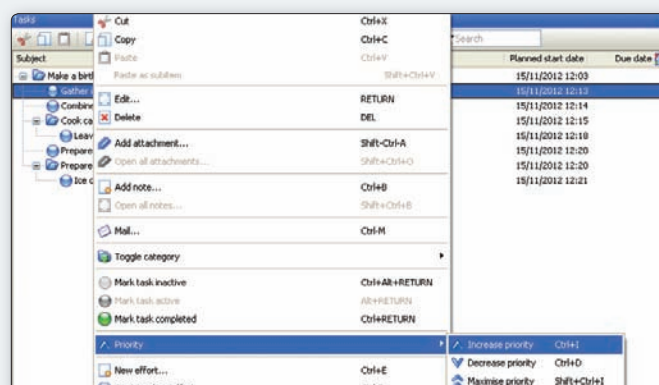 Tasks
Cut Ctrl+X
Copy Ctrl+C
Paste Ctrl+V
Paste as subitem Shift+Ctrl+V
Edit... RETURN
Delete DEL
Add attachment... Shift-Ctrl-A
Open all attachments... Shift+Ctrl+O
Add note... Ctrl+B
Open all notes... Shift+Ctrl+B
Mail... Ctrl-M
Toggle category
Mark task inactive Ctrl+Alt+RETURN
Mark task active Alt+RETURN
Mark task completed Ctrl+RETURN
Priority
New effort... Ctrl+E
Increase priority Ctrl+I
Decrease priority Ctrl+D
Maximise priority Shift+Ctrl+I
Search
Subject Planned start date Due date
Make a birt 15/11/2012 12:03
Gather 15/11/2012 12:13
Combine 15/11/2012 12:14
Cook ca 15/11/2012 12:15
Leav 15/11/2012 12:18
Prepare 15/11/2012 12:20
Prepare 15/11/2012 12:20
Ice c 15/11/2012 12:21